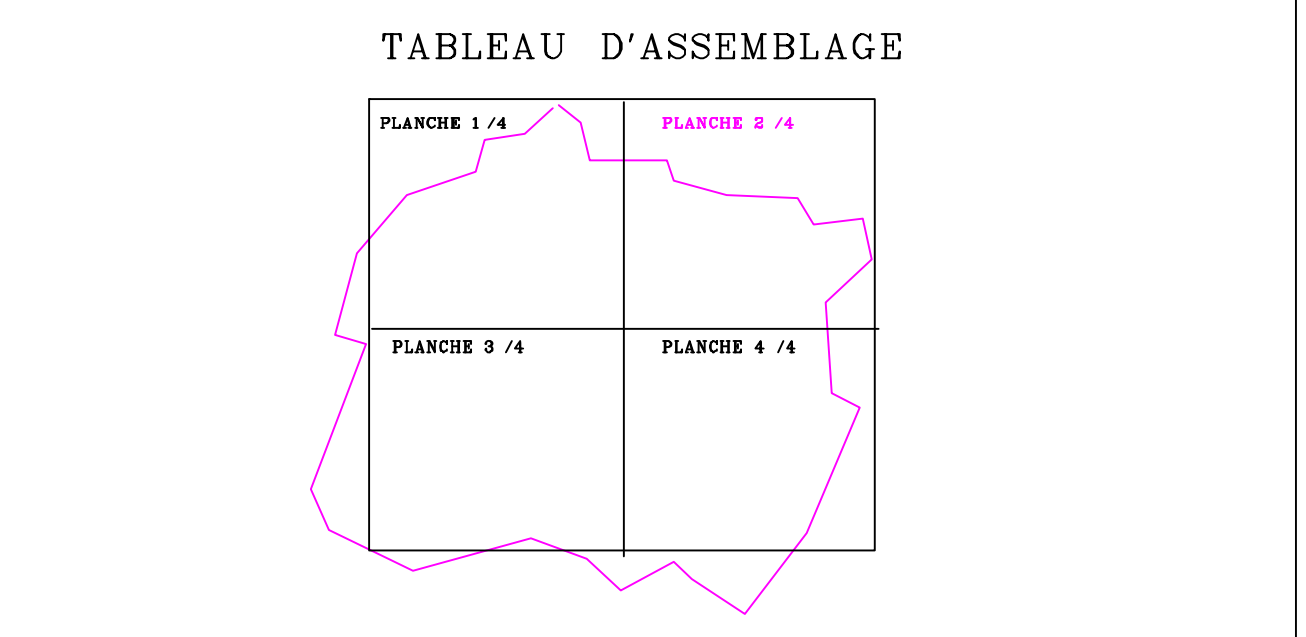 TABLEAU D'ASSEMBLAGE
PLANCHE 1 /4
PLANCHE 2 /4
PLANCHE 3 /4
PLANCHE 4 /4